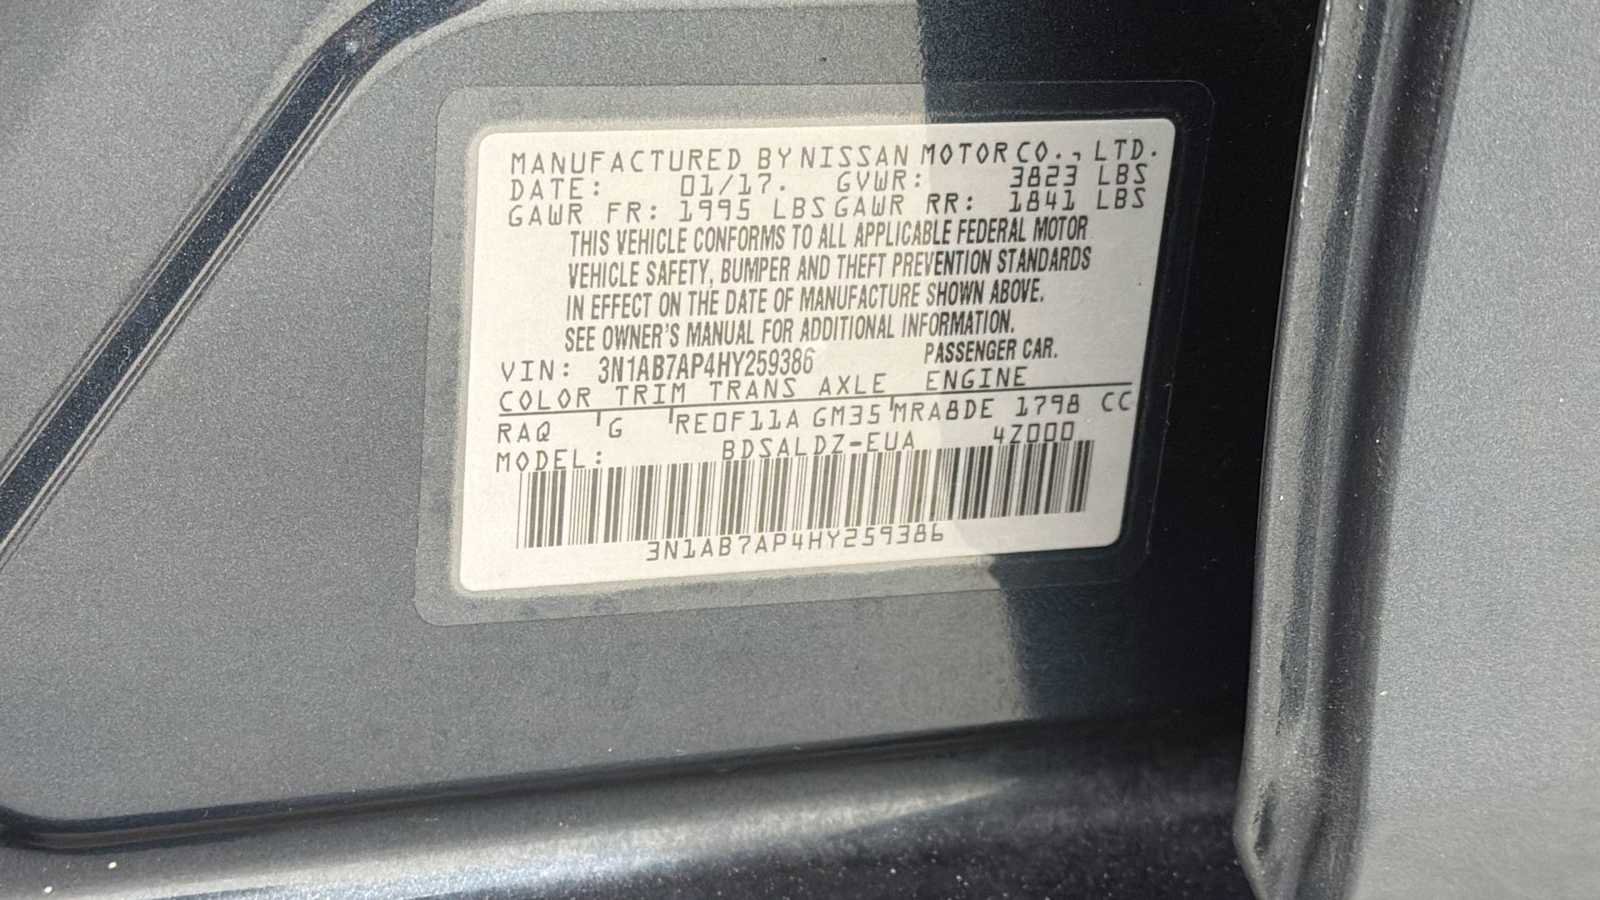 MANUFACTURED BY NISSAN MOTOR CO., LTD.
DATE: 01/17. GVWR: 3823 LBS
GAWR FR: 1995 LBS GAWR RR: 1841 LBS
THIS VEHICLE CONFORMS TO ALL APPLICABLE FEDERAL MOTOR
VEHICLE SAFETY, BUMPER AND THEFT PREVENTION STANDARDS
IN EFFECT ON THE DATE OF MANUFACTURE SHOWN ABOVE.
SEE OWNER'S MANUAL FOR ADDITIONAL INFORMATION.
VIN: 3N1AB7AP4HY259386 PASSENGER CAR.
COLOR TRIM TRANS AXLE ENGINE
RAQ G RE0F11A GM35 MRA8DE 1798 CC
MODEL: BDSALDZ-EUA 4Z000
3N1AB7AP4HY259386